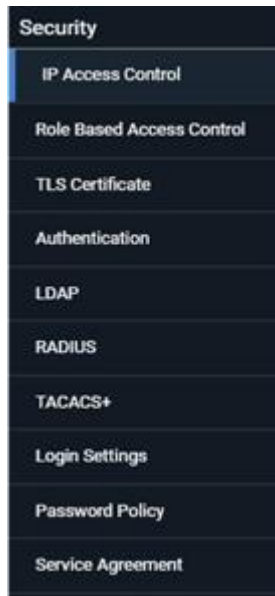 Security
IP Access Control
Role Based Access Control
TLS Certificate
Authentication
LDAP
RADIUS
TACACS+
Login Settings
Password Policy
Service Agreement